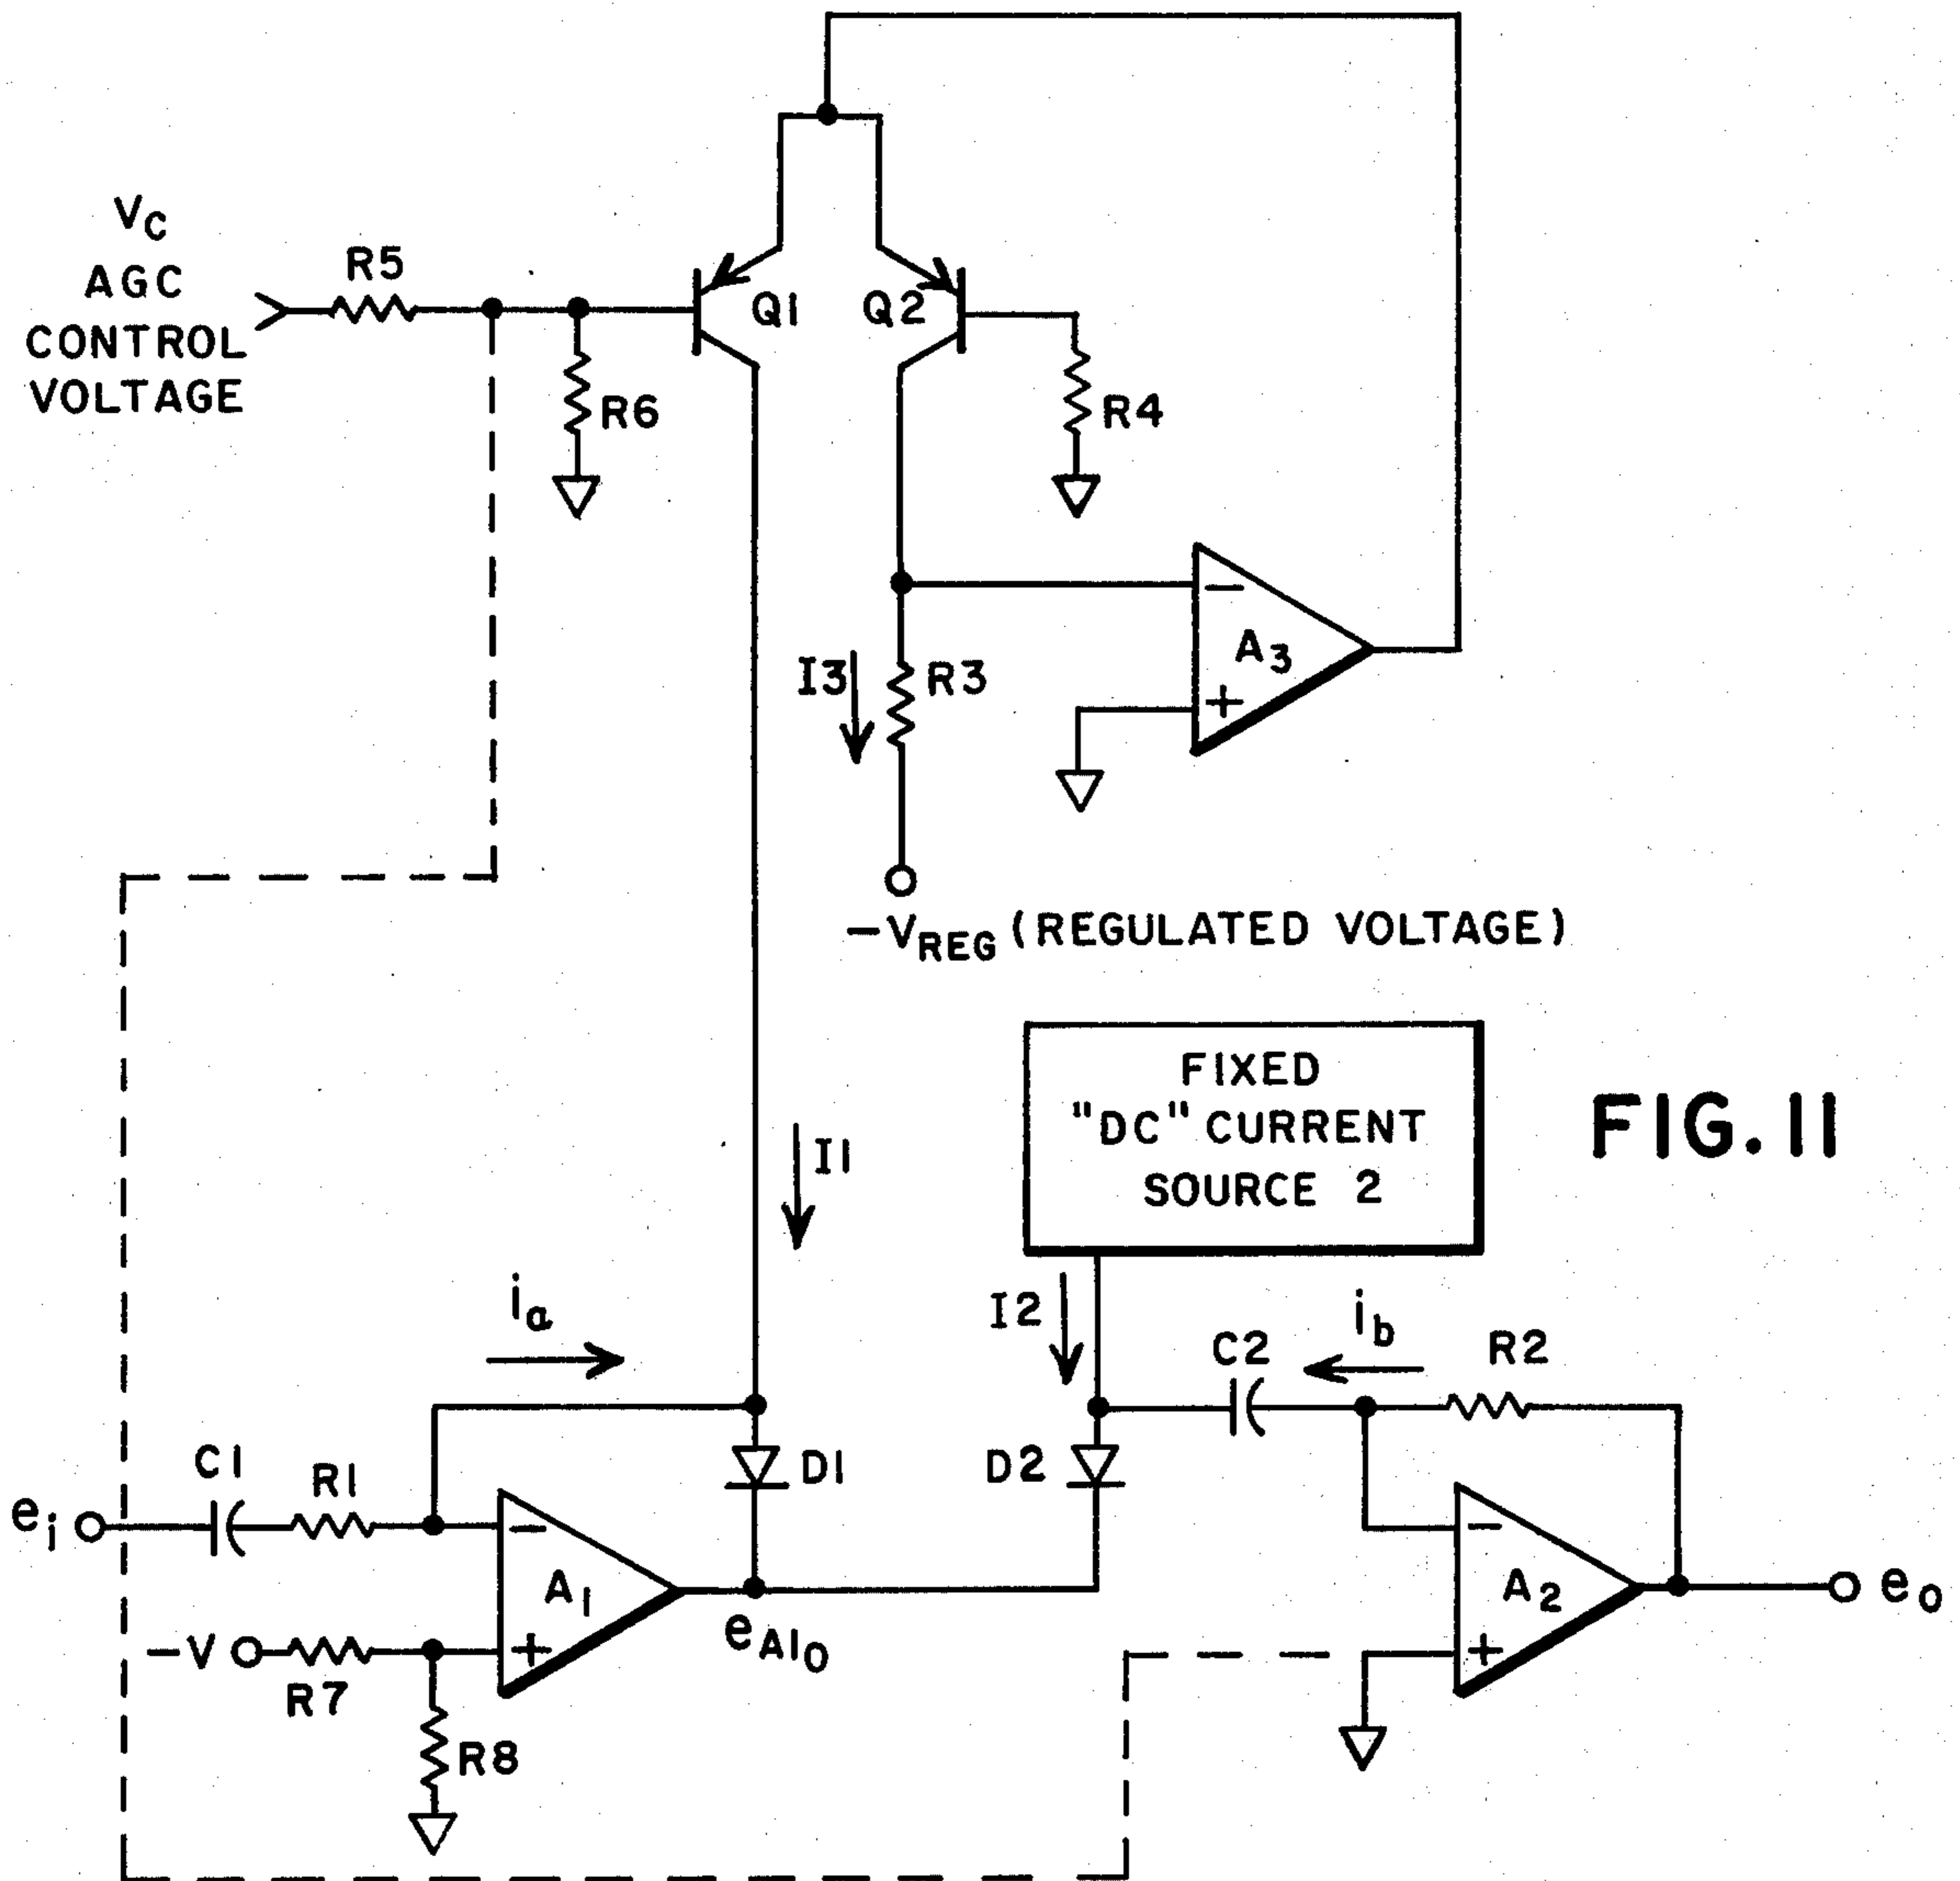 VC
AGC
CONTROL
VOLTAGE
R5
Q1
Q2
R6
R4
A3
−
+
I3
R3
−VREG (REGULATED VOLTAGE)
FIXED
"DC" CURRENT
SOURCE 2
FIG. 11
I1
ia
I2
ib
C2
R2
C1
R1
D1
D2
ei
−
A1
+
−
A2
+
eo
−V
R7
eA1O
R8